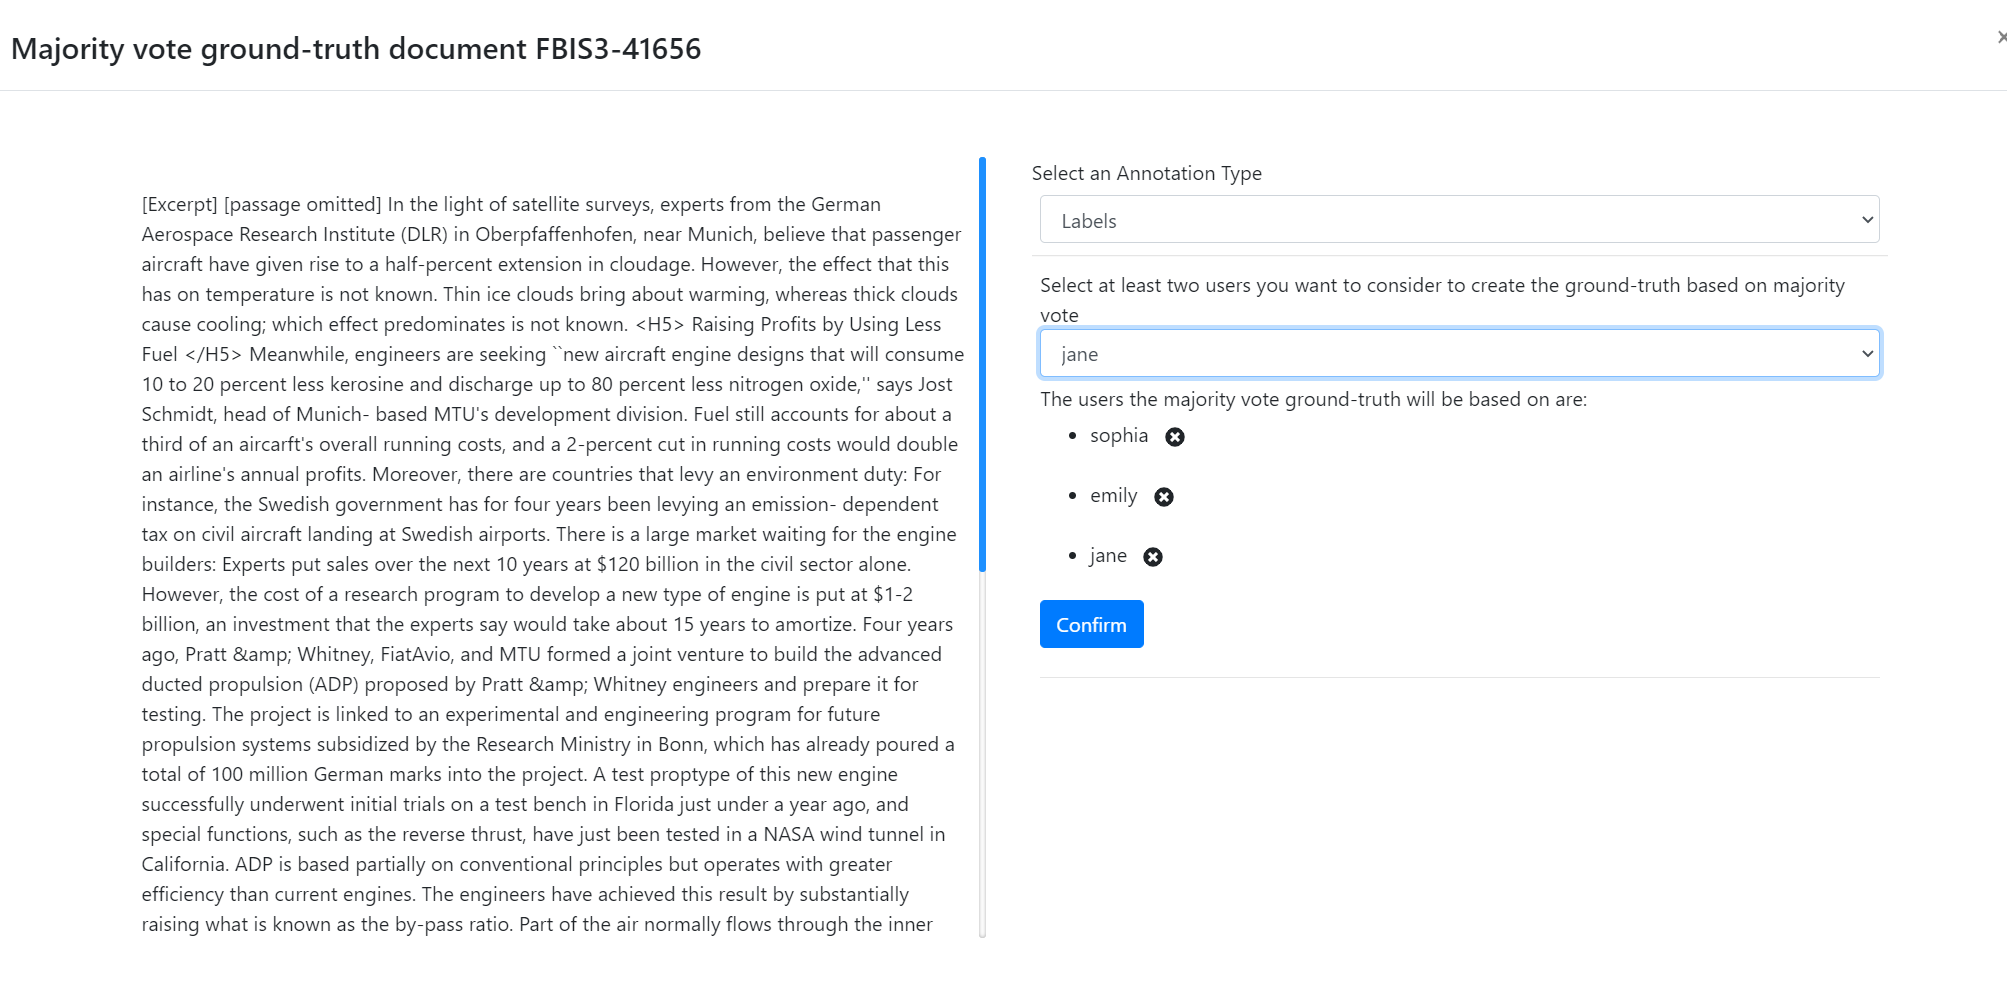 Majority vote ground-truth document FBIS3-41656
×
[Excerpt] [passage omitted] In the light of satellite surveys, experts from the German
Aerospace Research Institute (DLR) in Oberpfaffenhofen, near Munich, believe that passenger
aircraft have given rise to a half-percent extension in cloudage. However, the effect that this
has on temperature is not known. Thin ice clouds bring about warming, whereas thick clouds
cause cooling; which effect predominates is not known. <H5> Raising Profits by Using Less
Fuel </H5> Meanwhile, engineers are seeking ``new aircraft engine designs that will consume
10 to 20 percent less kerosine and discharge up to 80 percent less nitrogen oxide,'' says Jost
Schmidt, head of Munich- based MTU's development division. Fuel still accounts for about a
third of an aircarft's overall running costs, and a 2-percent cut in running costs would double
an airline's annual profits. Moreover, there are countries that levy an environment duty: For
instance, the Swedish government has for four years been levying an emission- dependent
tax on civil aircraft landing at Swedish airports. There is a large market waiting for the engine
builders: Experts put sales over the next 10 years at $120 billion in the civil sector alone.
However, the cost of a research program to develop a new type of engine is put at $1-2
billion, an investment that the experts say would take about 15 years to amortize. Four years
ago, Pratt &amp; Whitney, FiatAvio, and MTU formed a joint venture to build the advanced
ducted propulsion (ADP) proposed by Pratt &amp; Whitney engineers and prepare it for
testing. The project is linked to an experimental and engineering program for future
propulsion systems subsidized by the Research Ministry in Bonn, which has already poured a
total of 100 million German marks into the project. A test proptype of this new engine
successfully underwent initial trials on a test bench in Florida just under a year ago, and
special functions, such as the reverse thrust, have just been tested in a NASA wind tunnel in
California. ADP is based partially on conventional principles but operates with greater
efficiency than current engines. The engineers have achieved this result by substantially
raising what is known as the by-pass ratio. Part of the air normally flows through the inner
Select an Annotation Type
Labels
Select at least two users you want to consider to create the ground-truth based on majority
vote
jane
The users the majority vote ground-truth will be based on are:
• sophia
• emily
• jane
Confirm